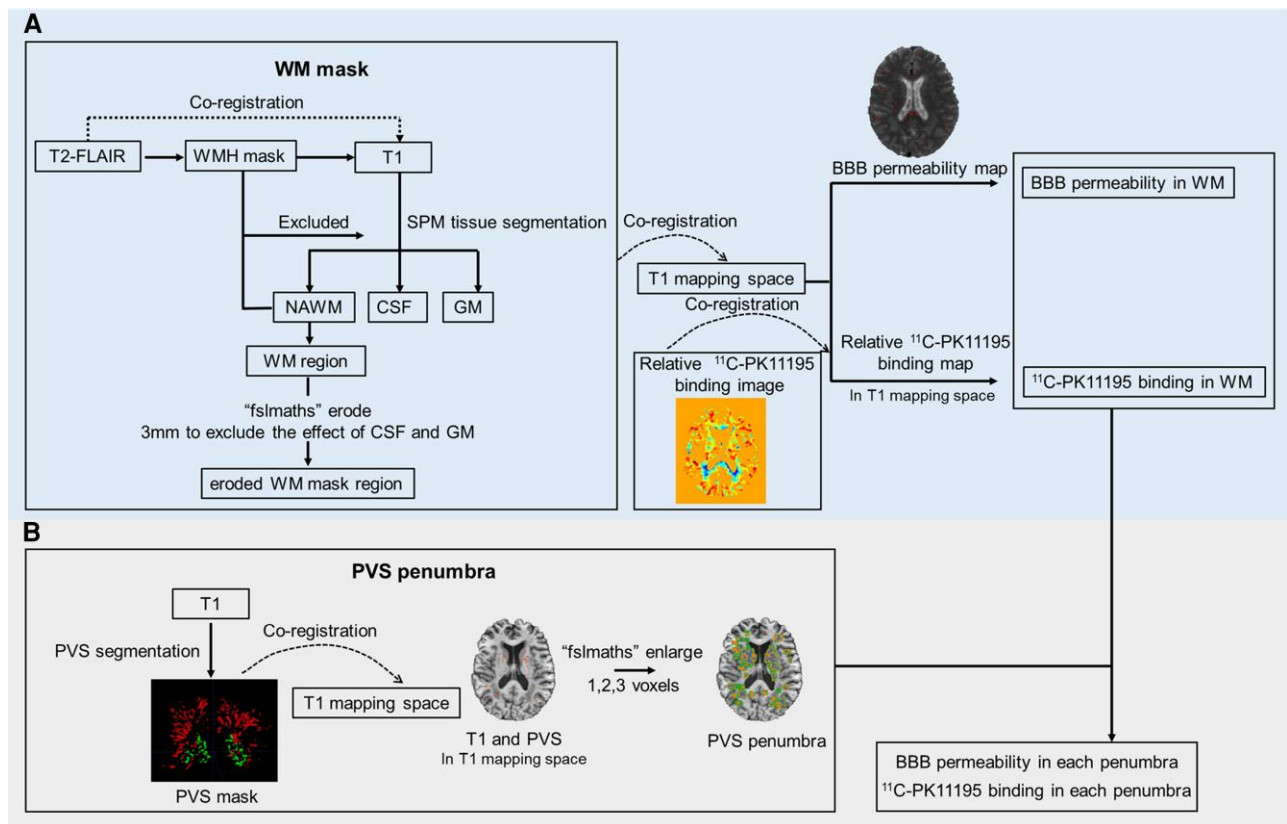 A
WM mask
Co-registration
T2-FLAIR
WMH mask
T1
Excluded
SPM tissue segmentation
NAWM
CSF
GM
WM region
“fslmaths” erode
3mm to exclude the effect of CSF and GM
eroded WM mask region
Co-registration
T1 mapping space
Co-registration
Relative ¹¹C-PK11195
binding image
BBB permeability map
Relative ¹¹C-PK11195
binding map
In T1 mapping space
BBB permeability in WM
¹¹C-PK11195 binding in WM
B
PVS penumbra
T1
PVS segmentation
Co-registration
PVS mask
T1 mapping space
T1 and PVS
In T1 mapping space
“fslmaths” enlarge
1,2,3 voxels
PVS penumbra
BBB permeability in each penumbra
¹¹C-PK11195 binding in each penumbra